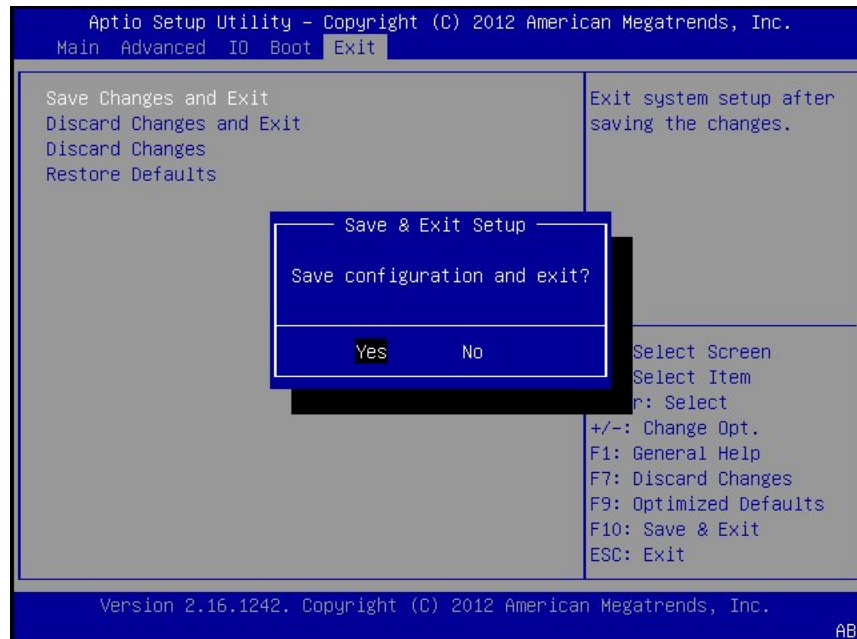 Aptio Setup Utility – Copyright (C) 2012 American Megatrends, Inc.
Main Advanced IO Boot Exit
Save Changes and Exit
Discard Changes and Exit
Discard Changes
Restore Defaults
Exit system setup after
saving the changes.
Save & Exit Setup
Save configuration and exit?
Yes No
Select Screen
Select Item
r: Select
+/-: Change Opt.
F1: General Help
F7: Discard Changes
F9: Optimized Defaults
F10: Save & Exit
ESC: Exit
Version 2.16.1242. Copyright (C) 2012 American Megatrends, Inc.
AB